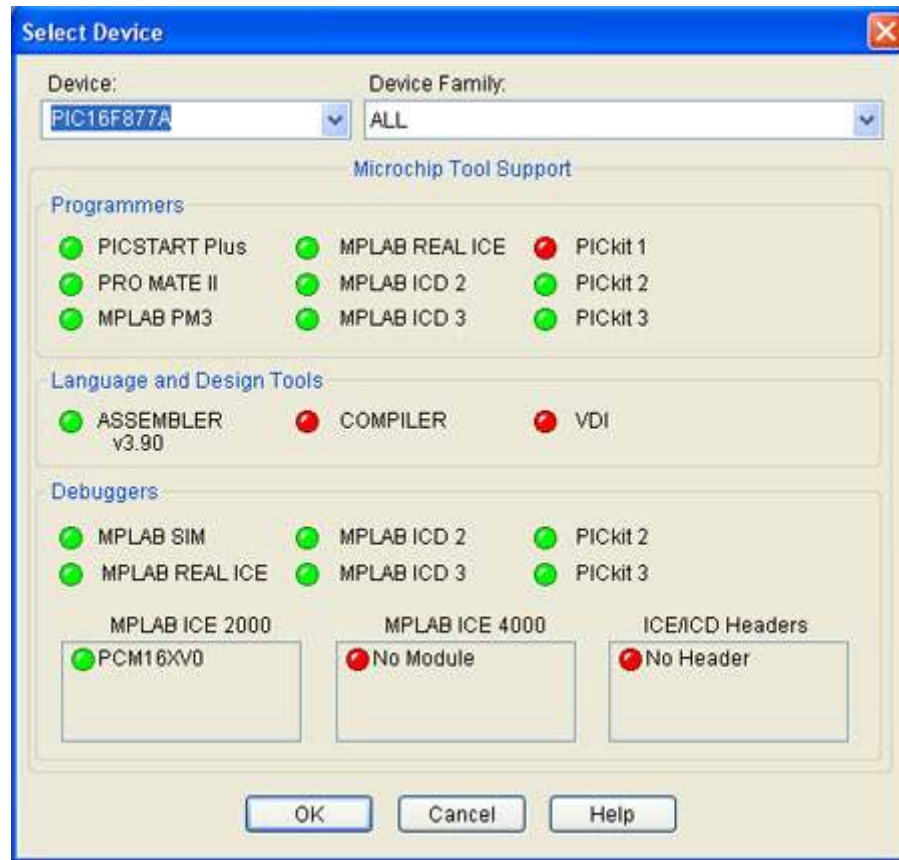 Select Device
Device: Device Family:
PIC16F877A ALL
Microchip Tool Support
Programmers
PICSTART Plus MPLAB REAL ICE PICkit 1
PRO MATE II MPLAB ICD 2 PICkit 2
MPLAB PM3 MPLAB ICD 3 PICkit 3
Language and Design Tools
ASSEMBLER COMPILER VDI
v3.90
Debuggers
MPLAB SIM MPLAB ICD 2 PICkit 2
MPLAB REAL ICE MPLAB ICD 3 PICkit 3
MPLAB ICE 2000 MPLAB ICE 4000 ICE/ICD Headers
PCM16XV0 No Module No Header
OK Cancel Help